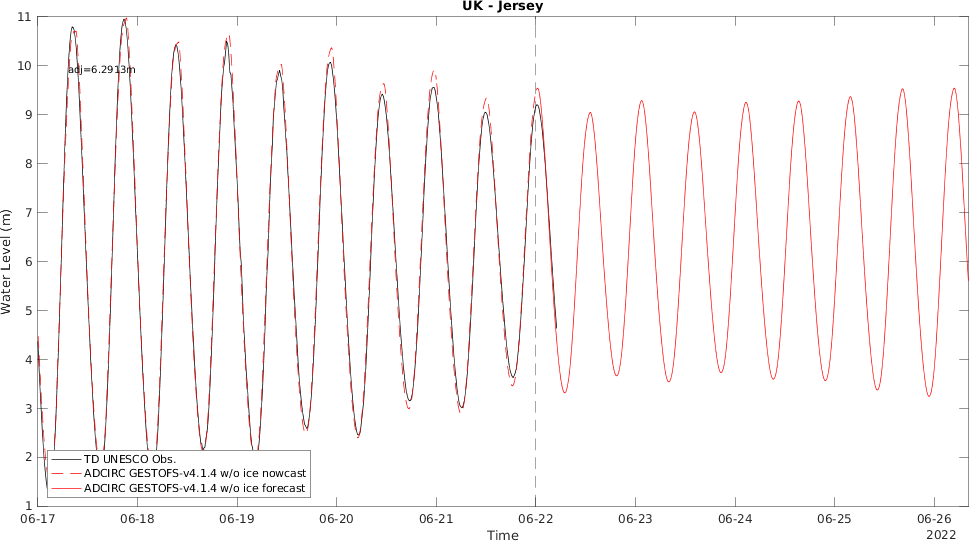 UK - Jersey
11
10
9
8
7
6
5
4
3
2
1
Water Level (m)
adj=6.2913m
TD UNESCO Obs.
ADCIRC GESTOFS-v4.1.4 w/o ice nowcast
ADCIRC GESTOFS-v4.1.4 w/o ice forecast
06-17 06-18 06-19 06-20 06-21 06-22 06-23 06-24 06-25 06-26
Time
2022